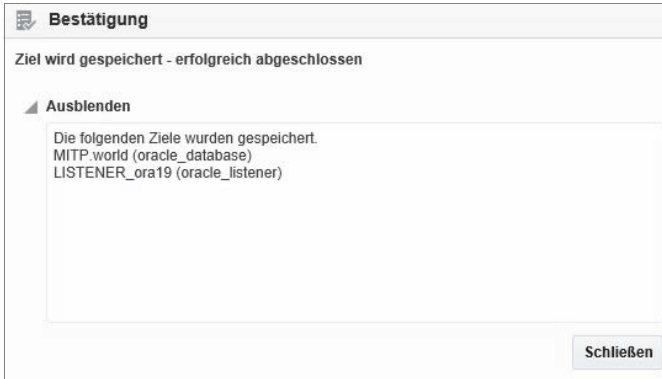 Bestätigung
Ziel wird gespeichert - erfolgreich abgeschlossen
Ausblenden
Die folgenden Ziele wurden gespeichert.
MITP.world (oracle_database)
LISTENER_ora19 (oracle_listener)
Schließen